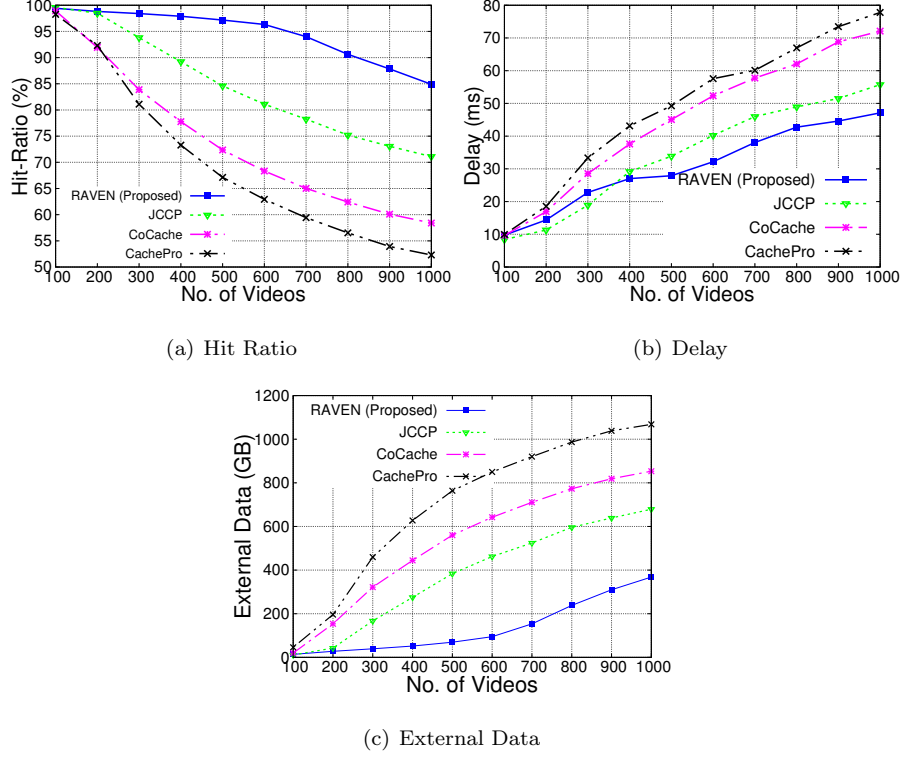 100
95
90
85
80
75
70
65
60
55
50
Hit-Ratio (%)
RAVEN (Proposed)
JCCP
CoCache
CachePro
100 200 300 400 500 600 700 800 900 1000
No. of Videos
(a) Hit Ratio
80
70
60
50
40
30
20
10
0
Delay (ms)
RAVEN (Proposed)
JCCP
CoCache
CachePro
100 200 300 400 500 600 700 800 900 1000
No. of Videos
(b) Delay
1200
1000
800
600
400
200
0
External Data (GB)
RAVEN (Proposed)
JCCP
CoCache
CachePro
100 200 300 400 500 600 700 800 900 1000
No. of Videos
(c) External Data